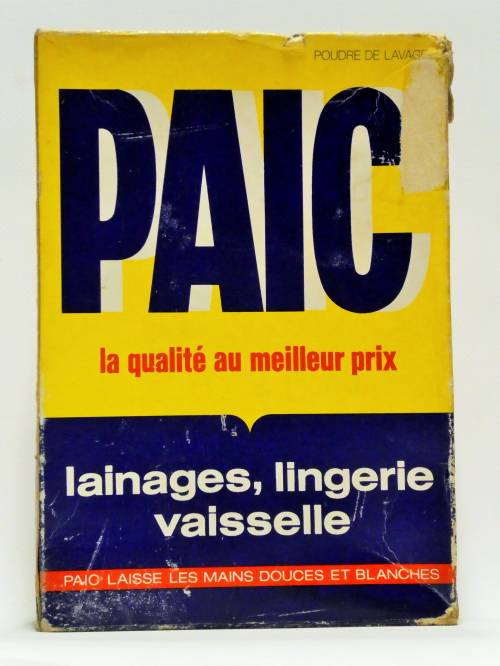 POUDRE DE LAVAGE
PAIC
la qualité au meilleur prix
lainages, lingerie
vaisselle
PAIC LAISSE LES MAINS DOUCES ET BLANCHES